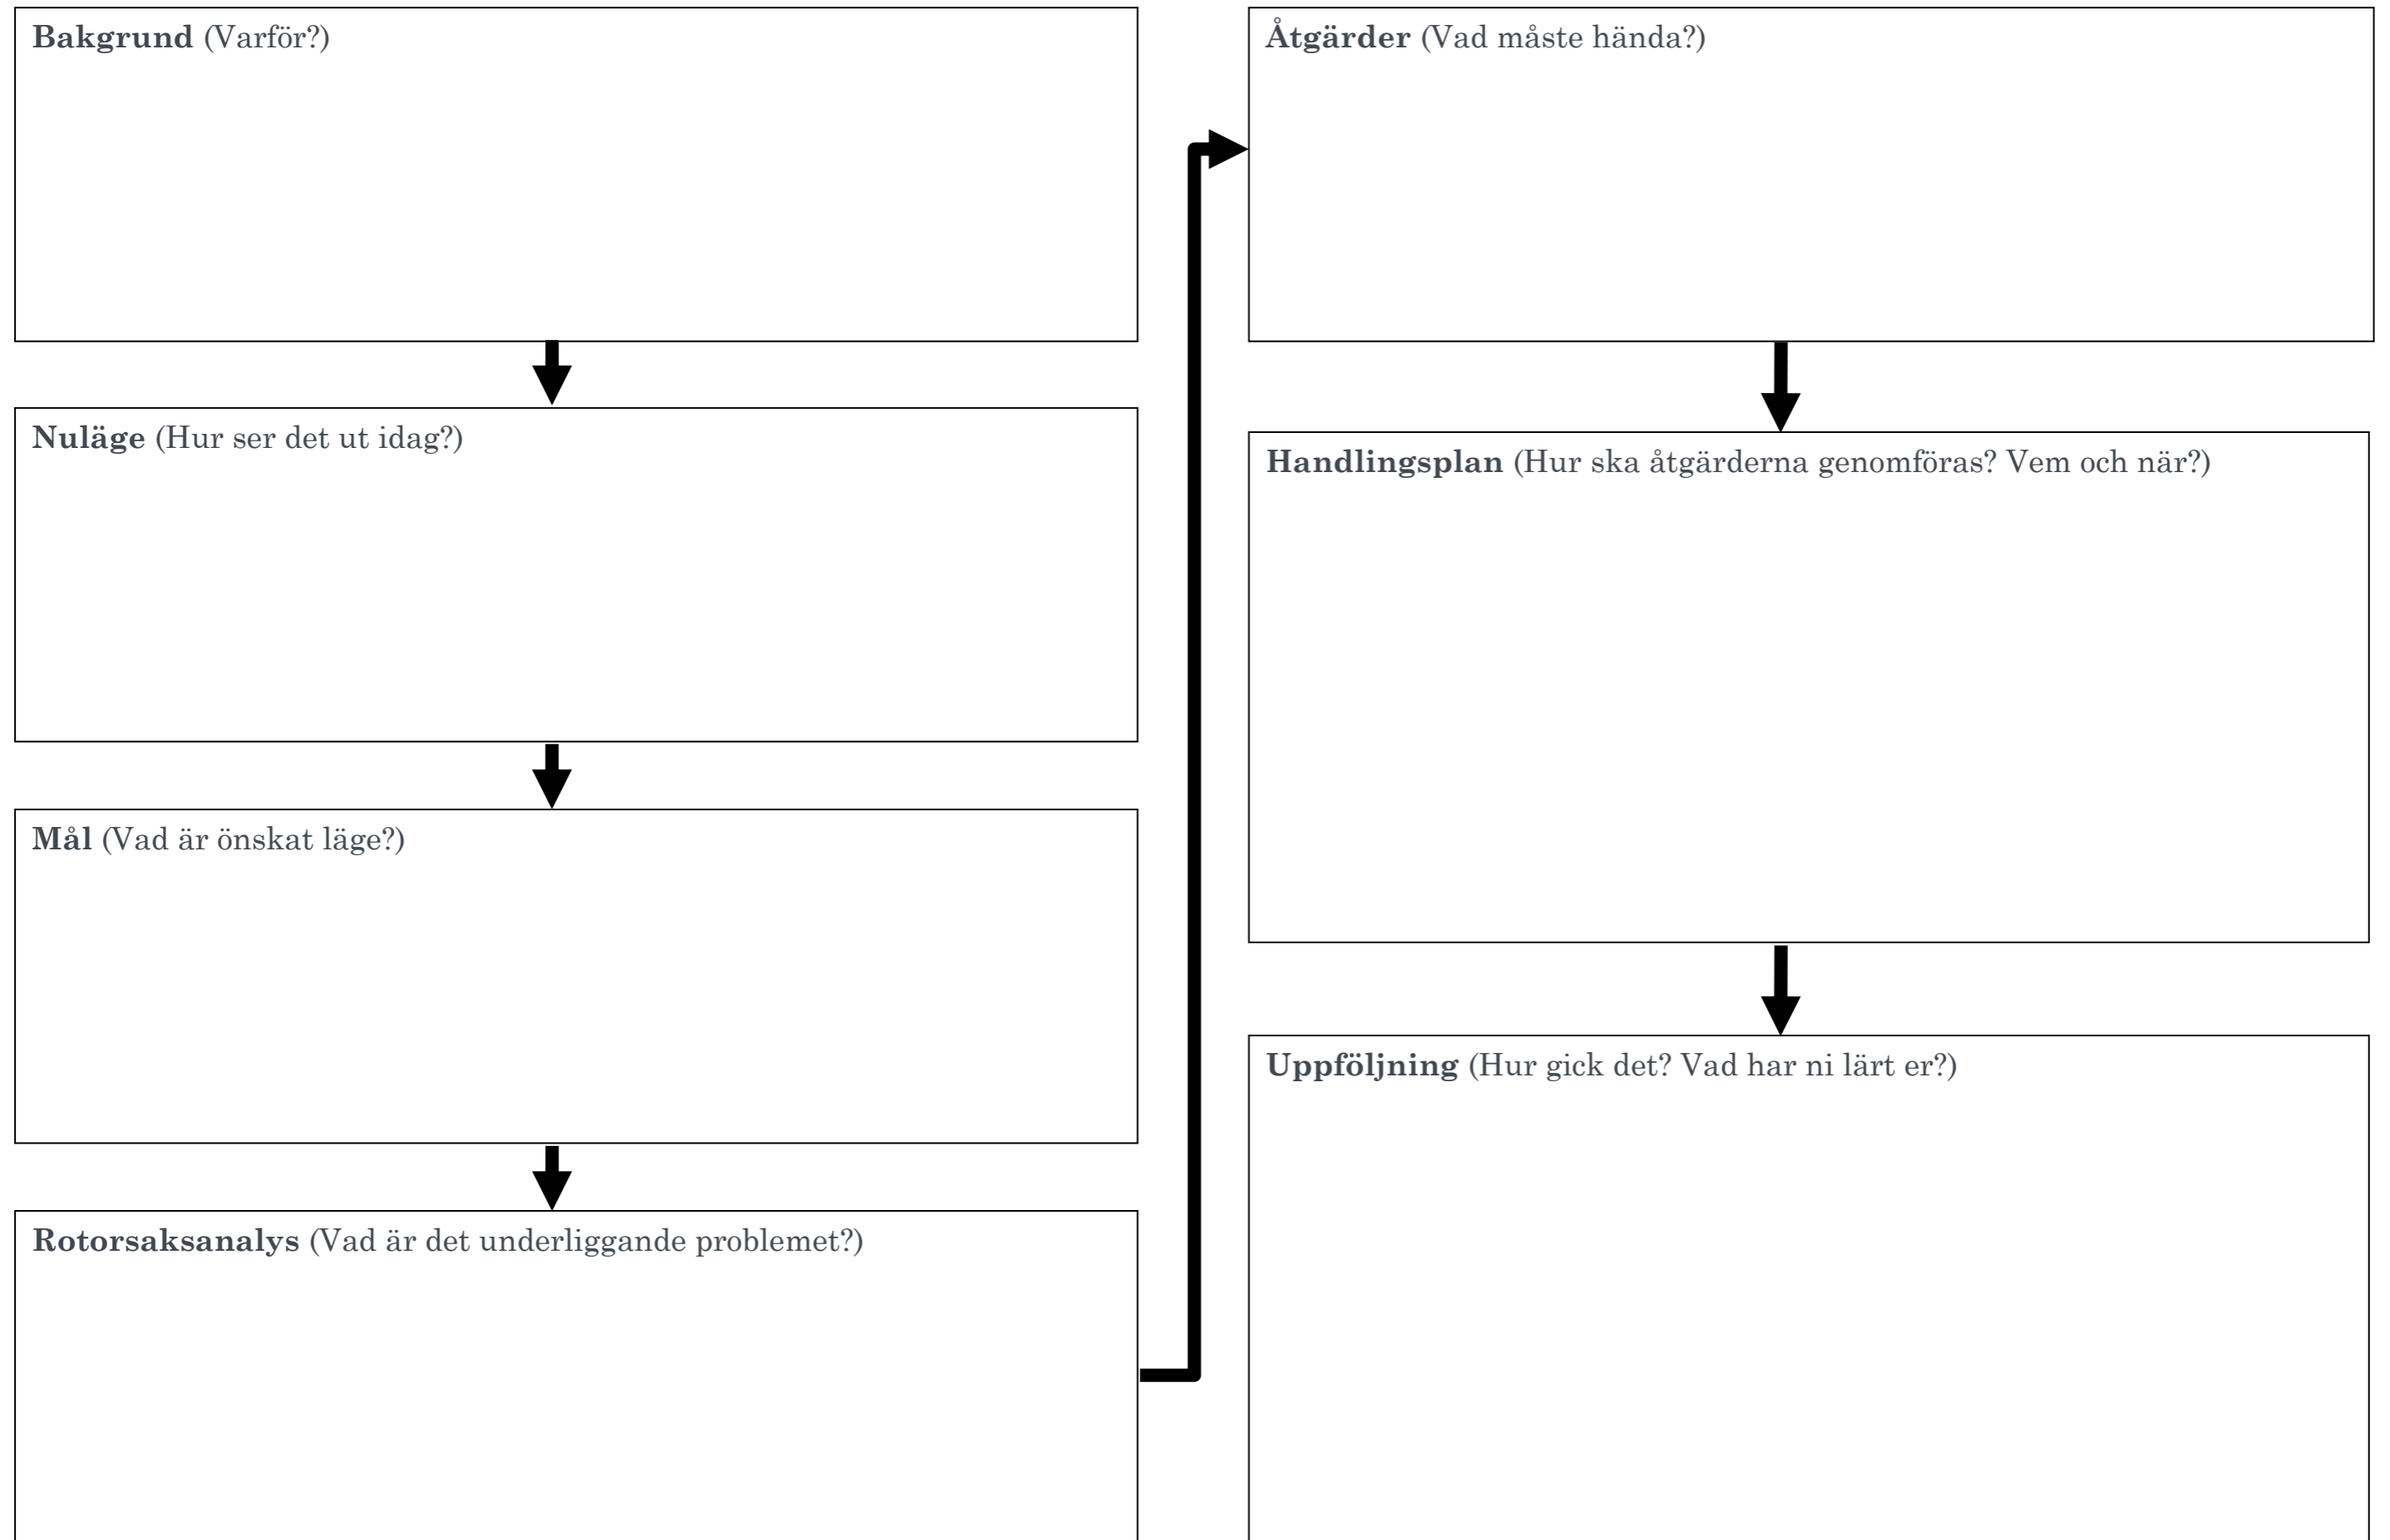 Bakgrund (Varför?)
Nuläge (Hur ser det ut idag?)
Mål (Vad är önskat läge?)
Rotorsaksanalys (Vad är det underliggande problemet?)
Åtgärder (Vad måste hända?)
Handlingsplan (Hur ska åtgärderna genomföras? Vem och när?)
Uppföljning (Hur gick det? Vad har ni lärt er?)